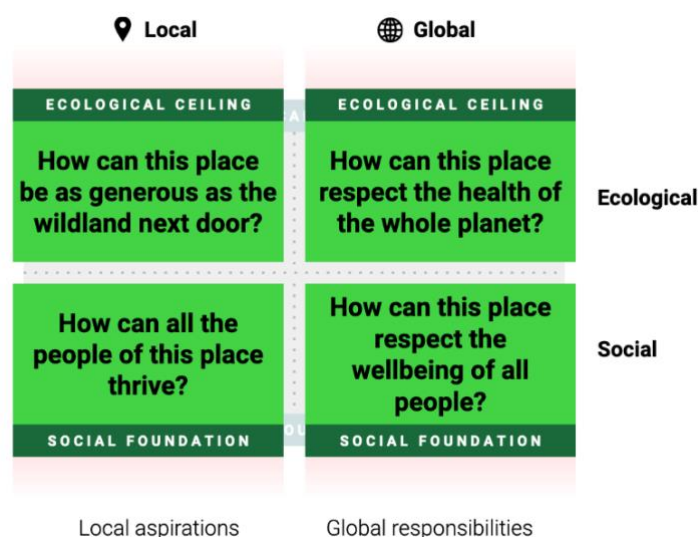 Local
Global
ECOLOGICAL CEILING
ECOLOGICAL CEILING
How can this place
be as generous as the
wildland next door?
How can this place
respect the health of
the whole planet?
Ecological
How can all the
people of this place
thrive?
How can this place
respect the
wellbeing of all
people?
Social
SOCIAL FOUNDATION
SOCIAL FOUNDATION
Local aspirations
Global responsibilities